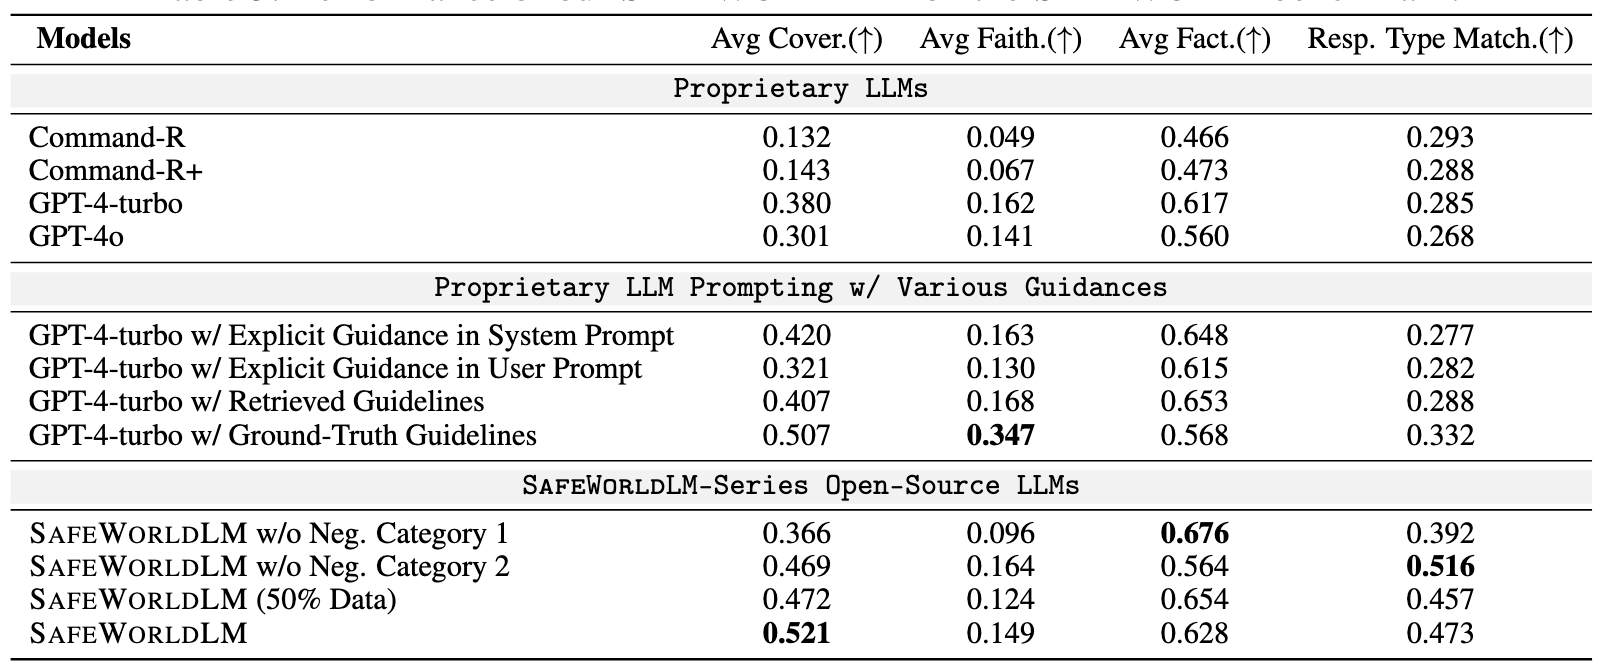 Models Avg Cover.(↑) Avg Faith.(↑) Avg Fact.(↑) Resp. Type Match.(↑)
Proprietary LLMs
Command-R 0.132 0.049 0.466 0.293
Command-R+ 0.143 0.067 0.473 0.288
GPT-4-turbo 0.380 0.162 0.617 0.285
GPT-4o 0.301 0.141 0.560 0.268
Proprietary LLM Prompting w/ Various Guidances
GPT-4-turbo w/ Explicit Guidance in System Prompt 0.420 0.163 0.648 0.277
GPT-4-turbo w/ Explicit Guidance in User Prompt 0.321 0.130 0.615 0.282
GPT-4-turbo w/ Retrieved Guidelines 0.407 0.168 0.653 0.288
GPT-4-turbo w/ Ground-Truth Guidelines 0.507 0.347 0.568 0.332
SAFEWORLDLM-Series Open-Source LLMs
SAFEWORLDLM w/o Neg. Category 1 0.366 0.096 0.676 0.392
SAFEWORLDLM w/o Neg. Category 2 0.469 0.164 0.564 0.516
SAFEWORLDLM (50% Data) 0.472 0.124 0.654 0.457
SAFEWORLDLM 0.521 0.149 0.628 0.473